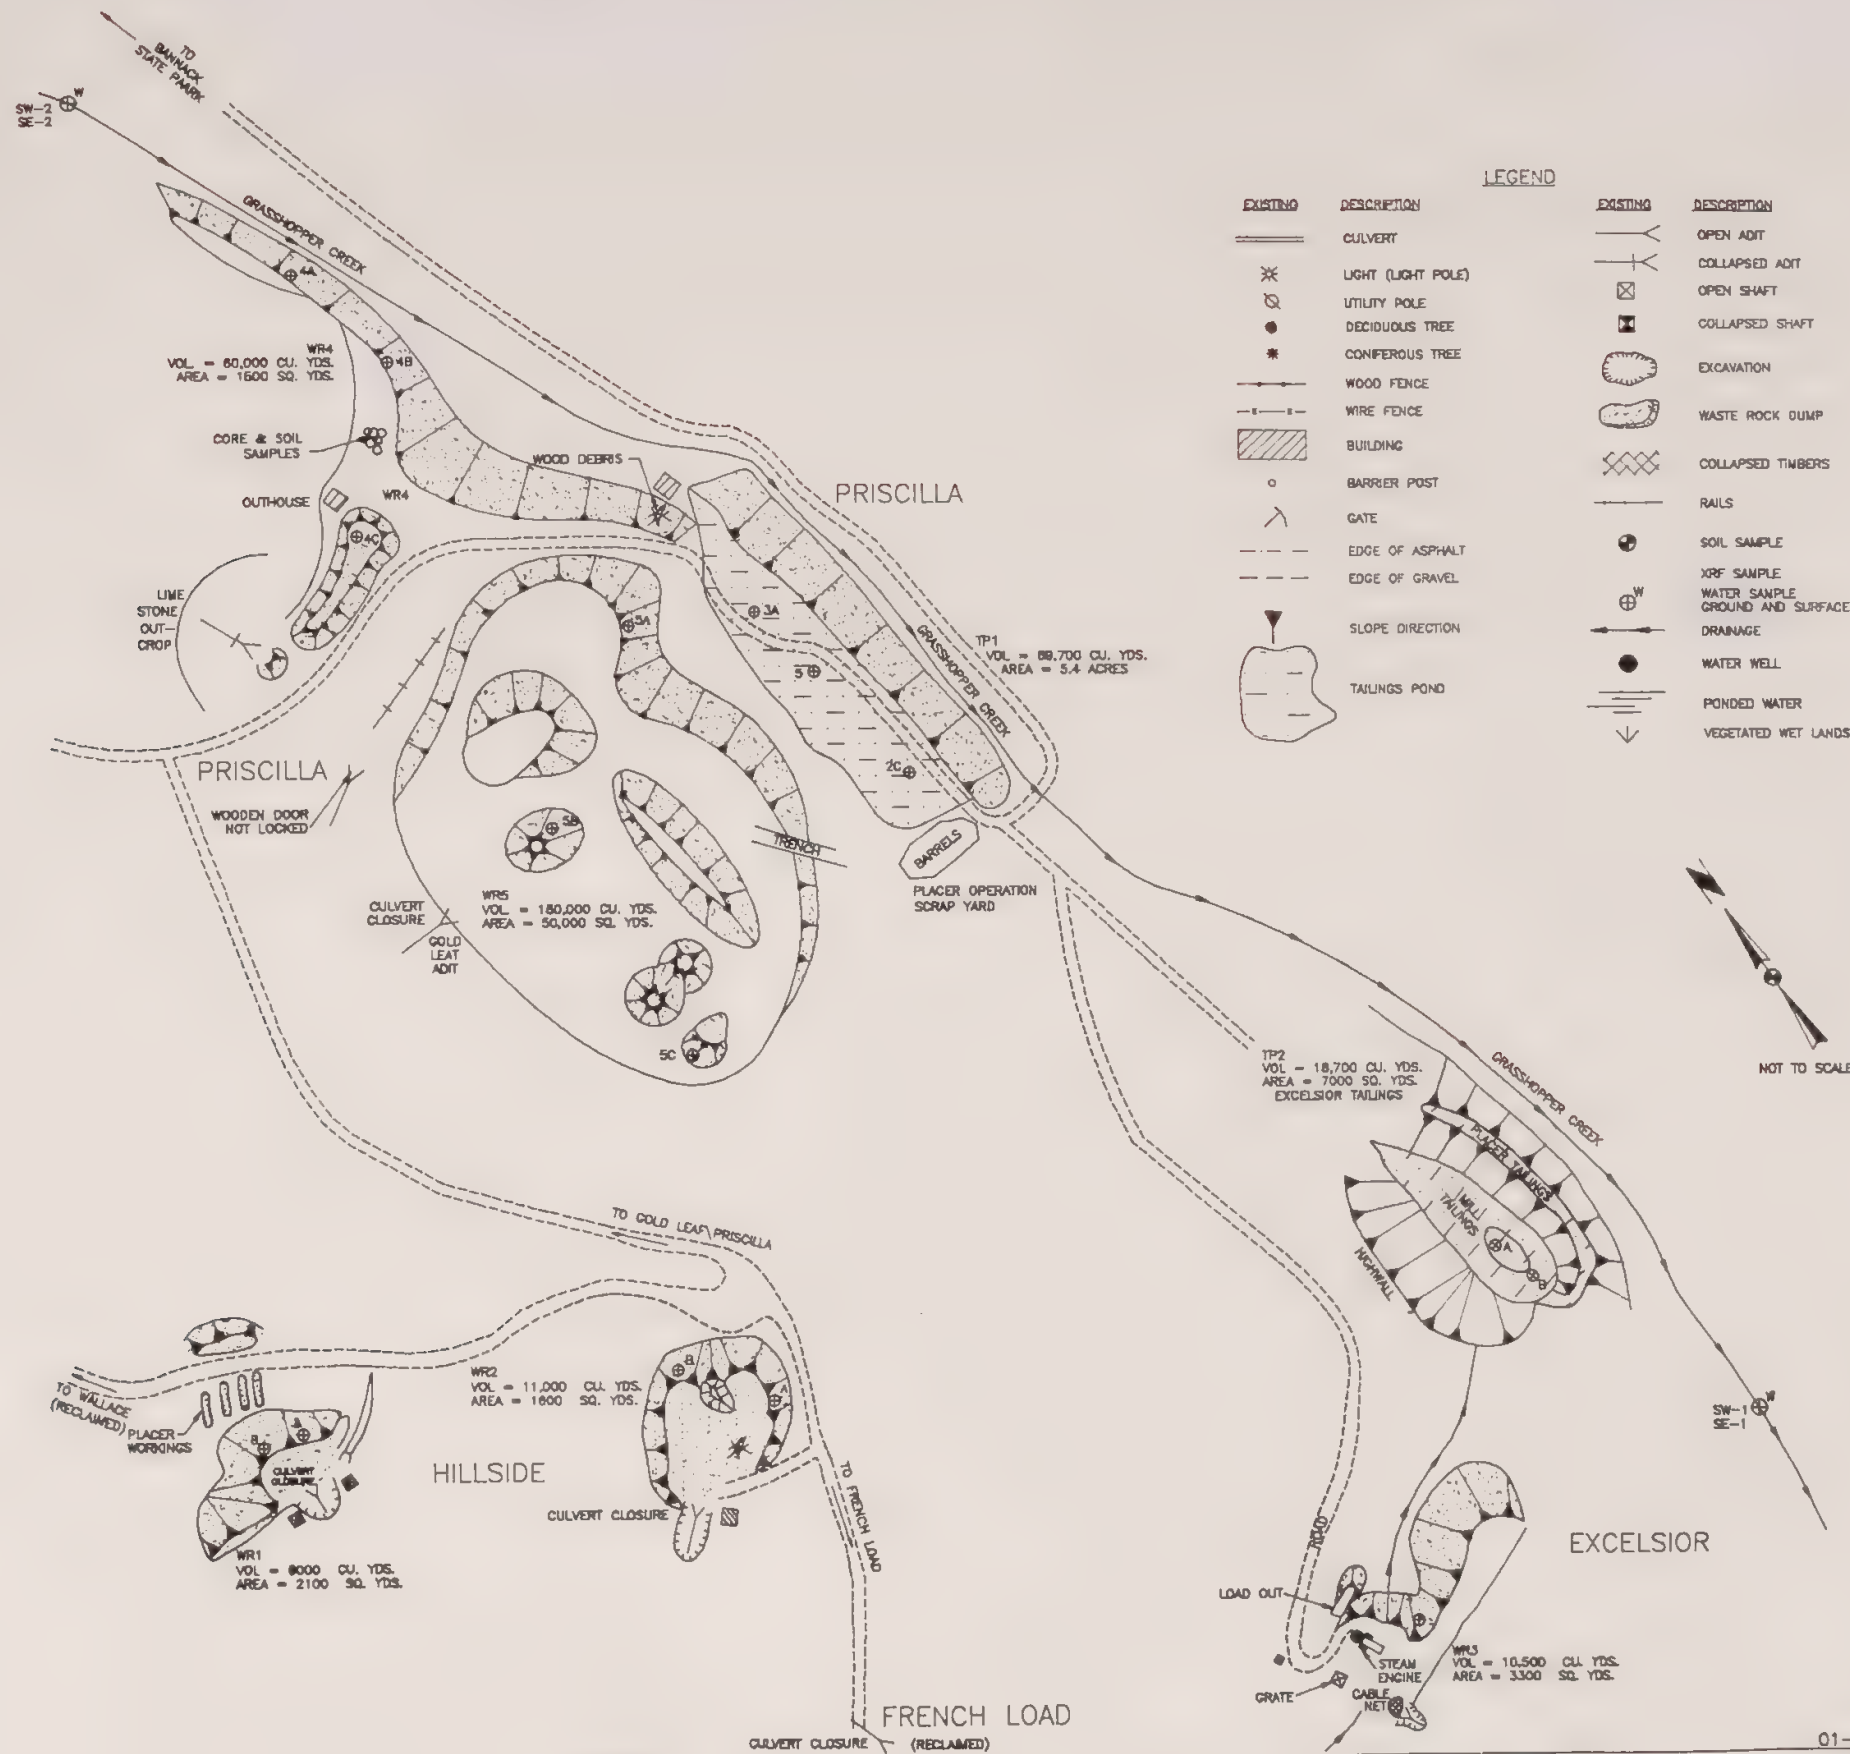 TO
BANNACK
STATE PAARK
SW-2
SE-2
W
GRASSHOPPER CREEK
4A
WR4
VOL = 60,000 CU. YDS.
AREA = 1600 SQ. YDS.
4B
CORE & SOIL
SAMPLES
WOOD DEBRIS
OUTHOUSE
WR4
4C
PRISCILLA
LIME
STONE
OUT-
CROP
3A
5A
5
TP1
AREA = 5.4 ACRES
GRASSHOPPER CREEK
2C
PRISCILLA
WOODEN DOOR
NOT LOCKED
5B
TRENCH
BARRELS
PLACER OPERATION
SCRAP YARD
CULVERT
CLOSURE
GOLD
LEAT
ADIT
WR5
VOL = 180,000 CU. YDS.
AREA = 50,000 SQ. YDS.
5C
LEGEND
EXISTING DESCRIPTION
CULVERT
LIGHT (LIGHT POLE)
UTILITY POLE
DECIDUOUS TREE
CONIFEROUS TREE
WOOD FENCE
WIRE FENCE
BUILDING
BARRIER POST
GATE
EDGE OF ASPHALT
EDGE OF GRAVEL
SLOPE DIRECTION
TAILINGS POND
EXISTING DESCRIPTION
OPEN ADIT
COLLAPSED ADIT
OPEN SHAFT
COLLAPSED SHAFT
EXCAVATION
WASTE ROCK DUMP
COLLAPSED TIMBERS
RAILS
SOIL SAMPLE
XRF SAMPLE
W
WATER SAMPLE
GROUND AND SURFACE
DRAINAGE
WATER WELL
PONDED WATER
VEGETATED WET LANDS
NOT TO SCALE
TP2
VOL = 18,700 CU. YDS.
AREA = 7000 SQ. YDS.
EXCELSIOR TAILINGS
GRASSHOPPER CREEK
PLACER TAILINGS
MILL
TAILINGS
A
B
HIGHWALL
TO GOLD LEAF\PRISCILLA
TO WALLACE
(RECLAIMED)
PLACER
WORKINGS
A
B
CULVERT
CLOSURE
WR1
AREA = 2100 SQ. YDS.
HILLSIDE
WR2
VOL = 11,000 CU. YDS.
AREA = 1600 SQ. YDS.
B
A
CULVERT CLOSURE
TO FRENCH LOAD
FRENCH LOAD
CULVERT CLOSURE (RECLAIMED)
SW-1
SE-1
W
EXCELSIOR
ROAD
LOAD OUT
STEAM
ENGINE
GRATE
CABLE
NET
WR3
VOL = 10,500 CU. YDS.
AREA = 3300 SQ. YDS.
01-